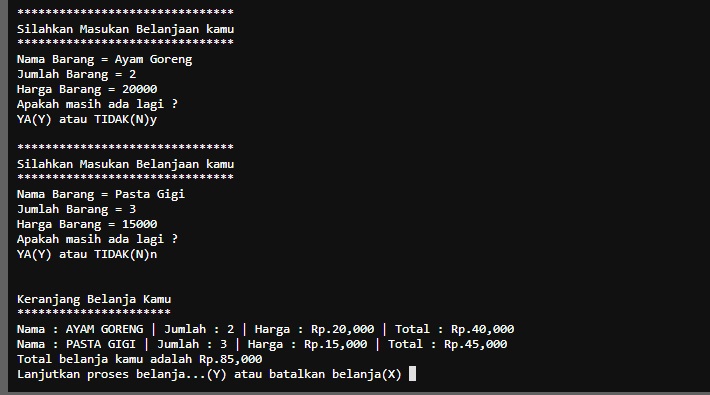 *******************************
Silahkan Masukan Belanjaan kamu
*******************************
Nama Barang = Ayam Goreng
Jumlah Barang = 2
Harga Barang = 20000
Apakah masih ada lagi ?
YA(Y) atau TIDAK(N)y
*******************************
Silahkan Masukan Belanjaan kamu
*******************************
Nama Barang = Pasta Gigi
Jumlah Barang = 3
Harga Barang = 15000
Apakah masih ada lagi ?
YA(Y) atau TIDAK(N)n
Keranjang Belanja Kamu
**********************
Nama : AYAM GORENG | Jumlah : 2 | Harga : Rp.20,000 | Total : Rp.40,000
Nama : PASTA GIGI | Jumlah : 3 | Harga : Rp.15,000 | Total : Rp.45,000
Total belanja kamu adalah Rp.85,000
Lanjutkan proses belanja...(Y) atau batalkan belanja(X)